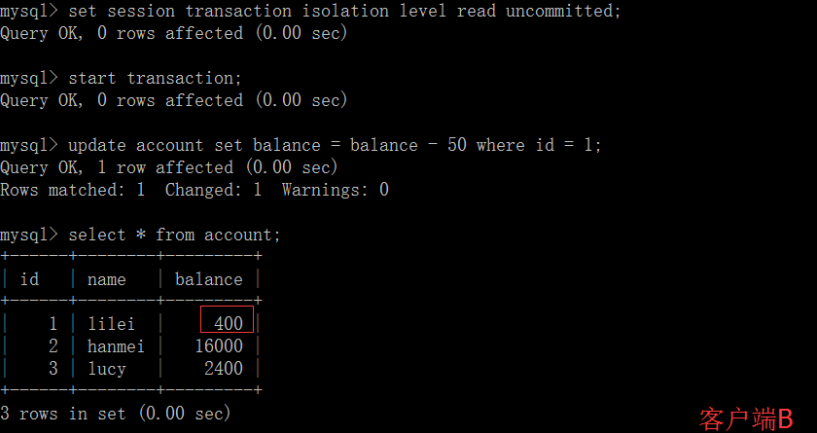 mysql> set session transaction isolation level read uncommitted;
Query OK, 0 rows affected (0.00 sec)
mysql> start transaction;
Query OK, 0 rows affected (0.00 sec)
mysql> update account set balance = balance - 50 where id = 1;
Query OK, 1 row affected (0.00 sec)
Rows matched: 1  Changed: 1  Warnings: 0
mysql> select * from account;
+------+--------+---------+
| id   | name   | balance |
+------+--------+---------+
|    1 | lilei  |     400 |
|    2 | hanmei |   16000 |
|    3 | lucy   |    2400 |
+------+--------+---------+
3 rows in set (0.00 sec)
客户端B